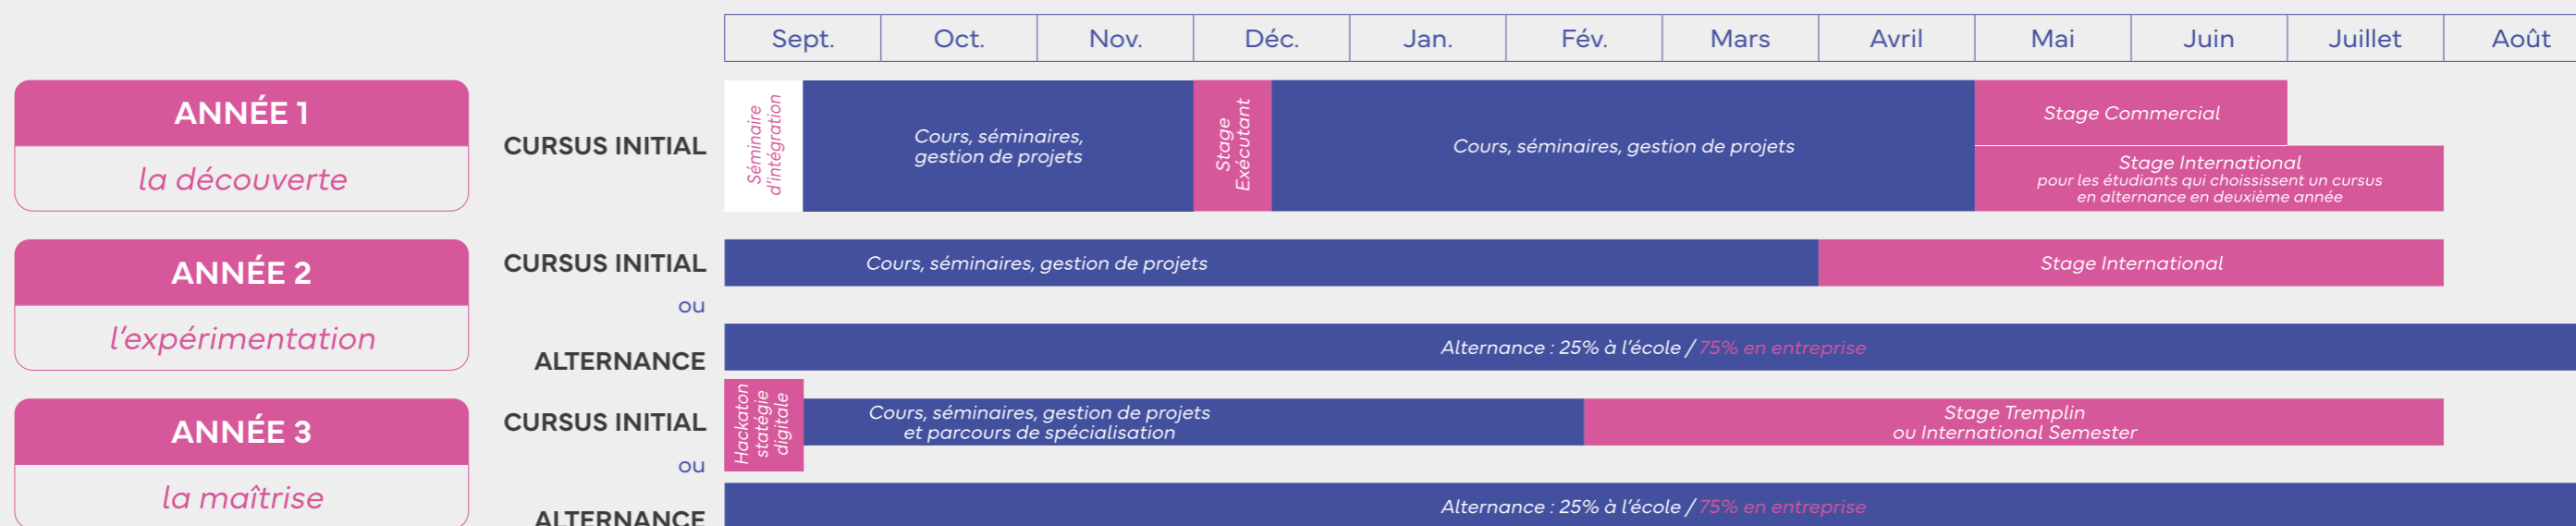 Sept. Oct. Nov. Déc. Jan. Fév. Mars Avril Mai Juin Juillet Août
ANNÉE 1
la découverte
CURSUS INITIAL
Séminaire
d'intégration
Cours, séminaires,
gestion de projets
Stage
Exécutant
Cours, séminaires, gestion de projets
Stage Commercial
Stage International
pour les étudiants qui choississent un cursus
en alternance en deuxième année
ANNÉE 2
l'expérimentation
CURSUS INITIAL
Cours, séminaires, gestion de projets
Stage International
ou
ALTERNANCE
Alternance : 25% à l'école / 75% en entreprise
ANNÉE 3
la maîtrise
CURSUS INITIAL
Hackaton
statégie
digitale
Cours, séminaires, gestion de projets
et parcours de spécialisation
Stage Tremplin
ou International Semester
ou
ALTERNANCE
Alternance : 25% à l'école / 75% en entreprise